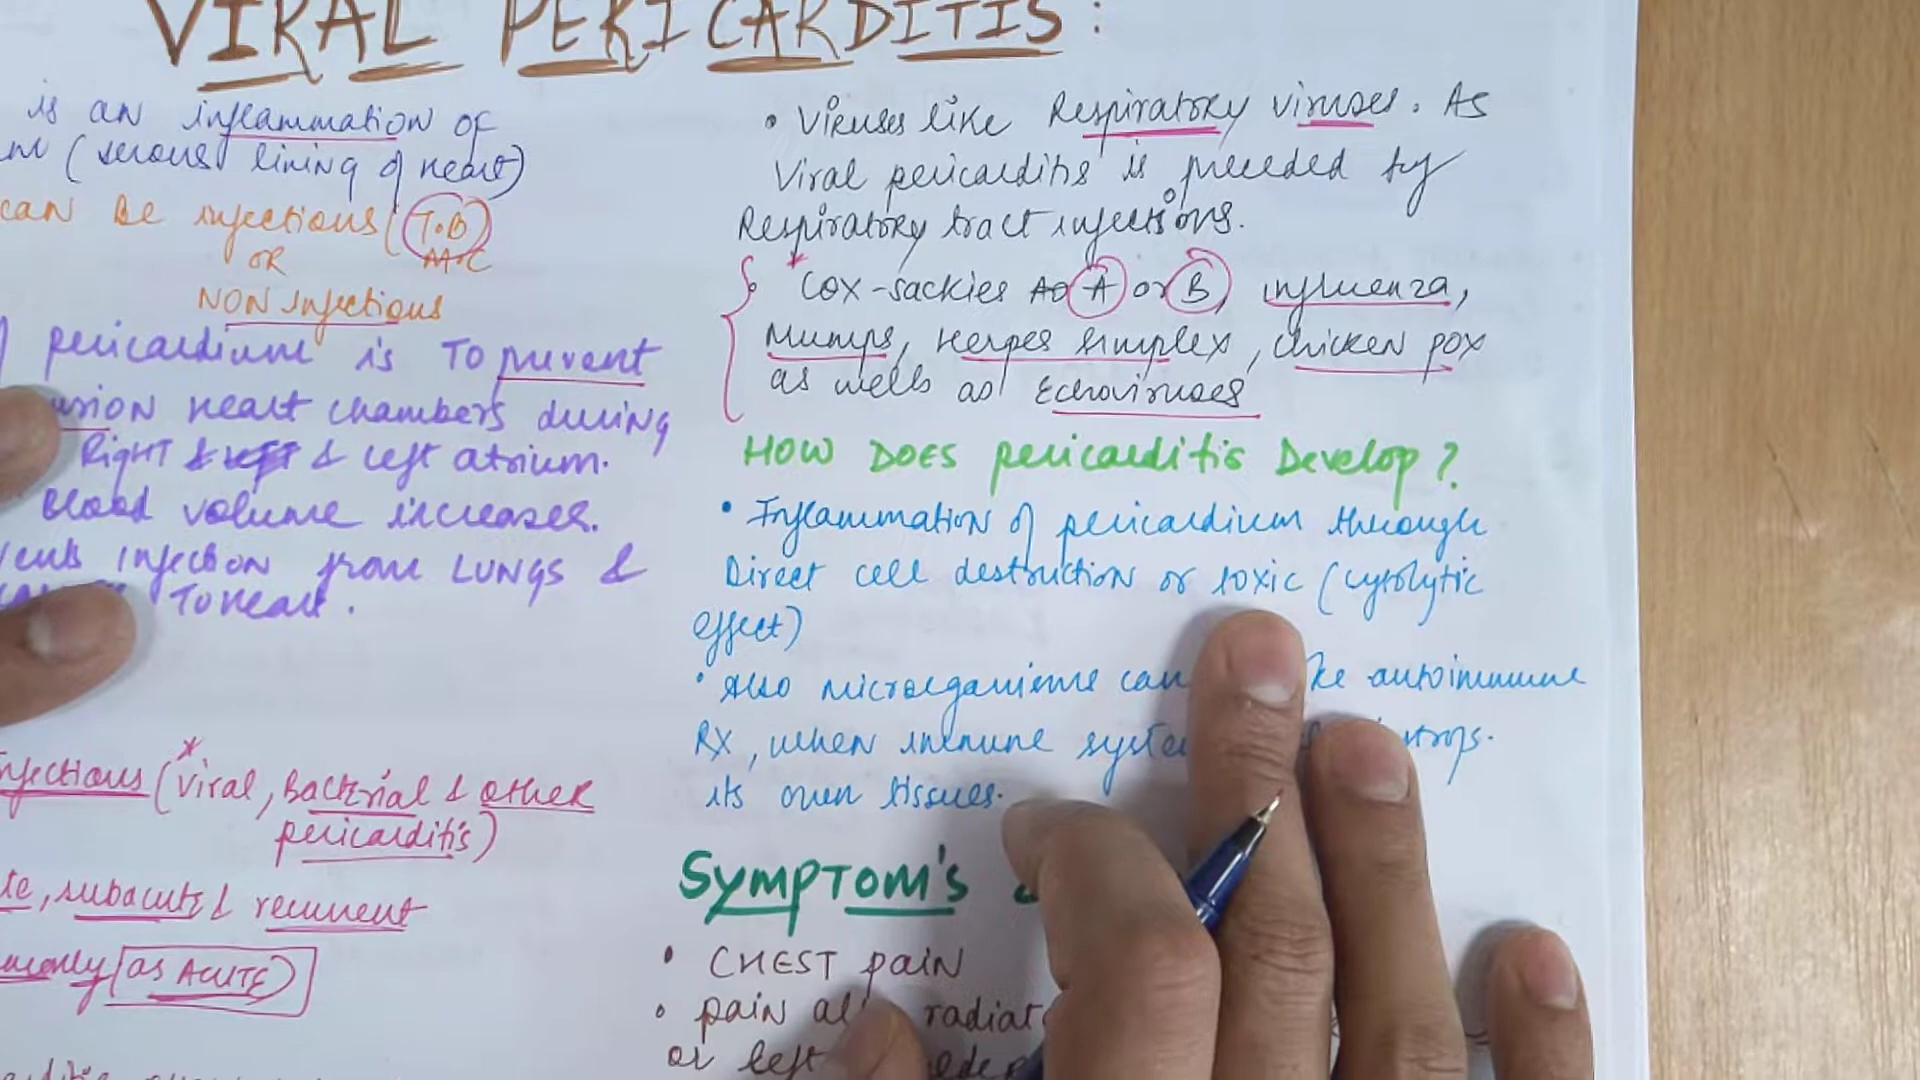 VIRAL PERICARDITIS:
is an inflammation of
(serous lining of heart)
can be infections (T.B)
OR
NON infections
pericardium is To prevent
heart chambers during
Right & & left atrium.
Blood volume increases.
infection from LUNGS &
To heart.
infections (viral, Bacterial & other
pericarditis)
subacute & recurrent
(as ACUTE)
• Viruses like Respiratory viruses. As
Viral pericarditis is preceded by
Respiratory tract infections.
* Cox-sackies A or B, influenza,
Mumps, Herpes simplex, chicken pox
as wells as Echoviruses
HOW DOES pericarditis Develop?
• Inflammation of pericardium through
Direct cell destruction or toxic (cytolytic
effect)
• Also microrganisms can autoimmune
Rx, when immune
its own tissues.
Symptom's
• CHEST pain
• pain
or left